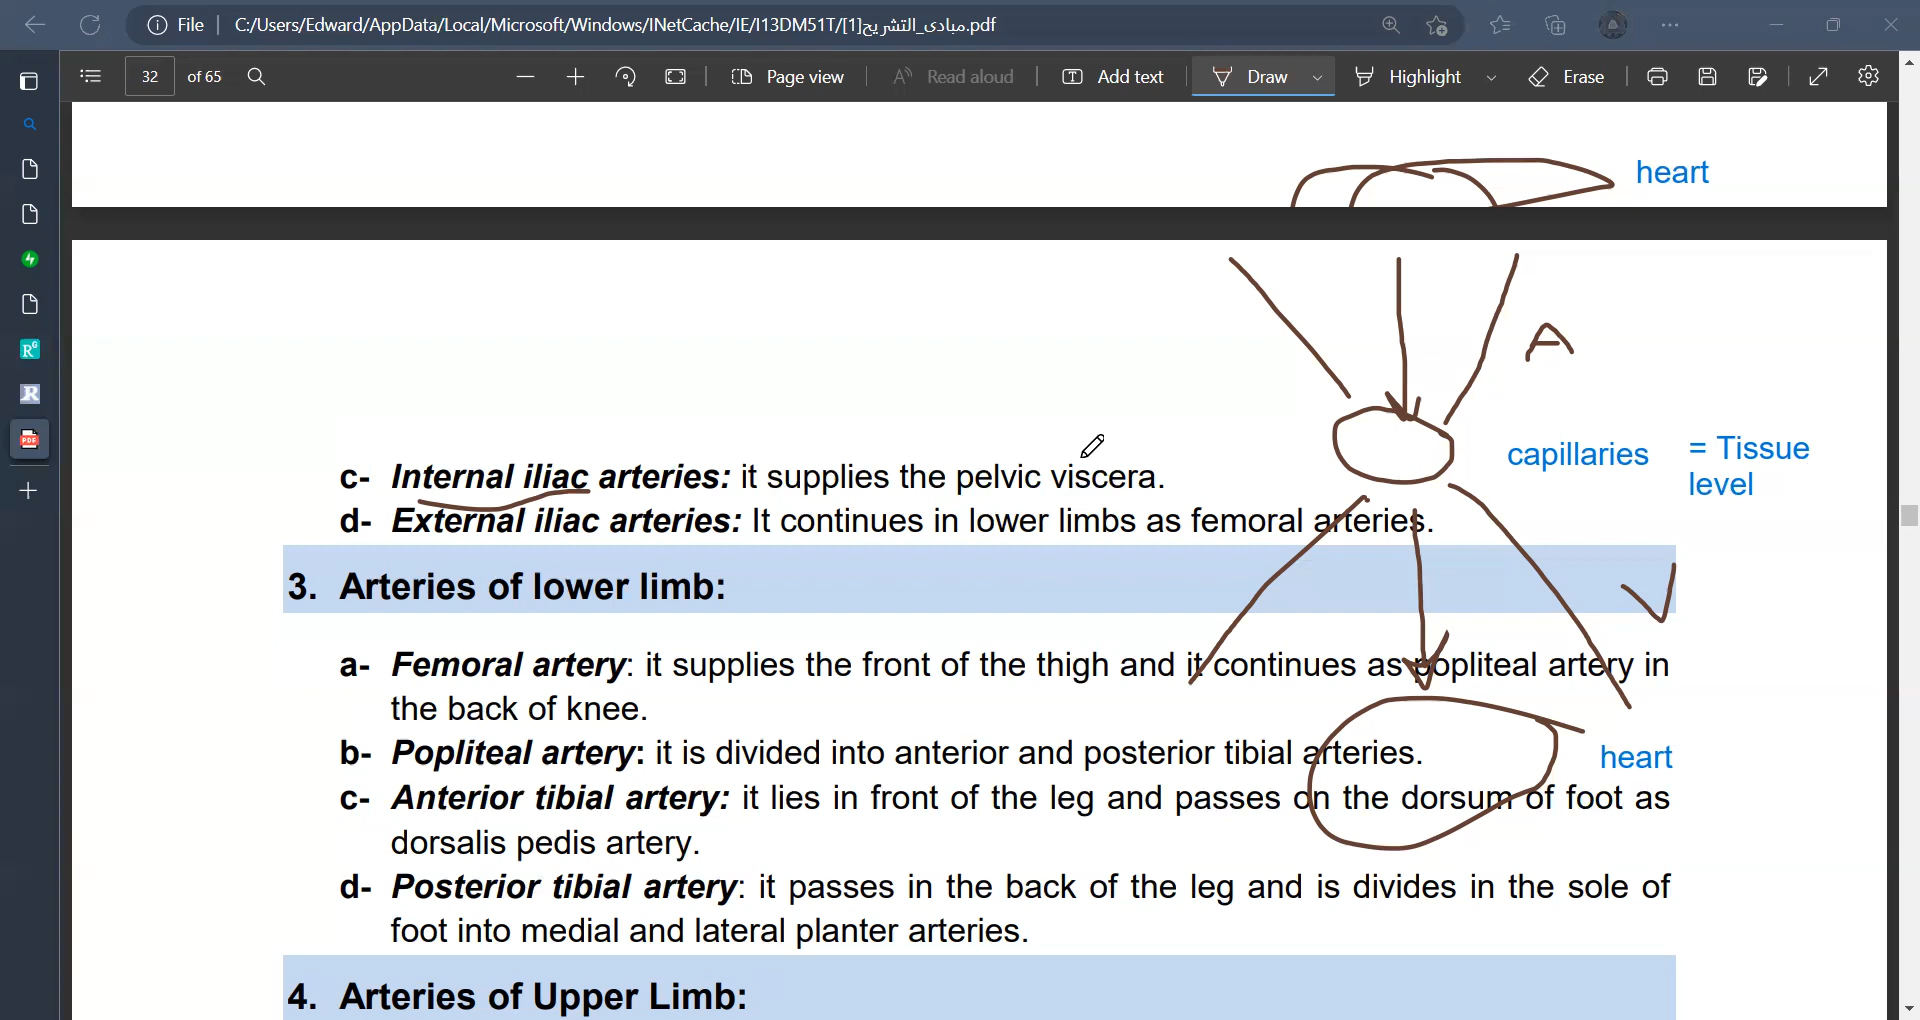 File
C:/Users/Edward/AppData/Local/Microsoft/Windows/INetCache/IE/I13DM51T/[1]مبادى_التشريح.pdf
32 of 65
Page view
Read aloud
Add text
Draw
Highlight
Erase
heart
A
capillaries = Tissue
level
c- Internal iliac arteries: it supplies the pelvic viscera.
d- External iliac arteries: It continues in lower limbs as femoral arteries.
3. Arteries of lower limb:
V
a- Femoral artery: it supplies the front of the thigh and it continues as popliteal artery in
the back of knee.
b- Popliteal artery: it is divided into anterior and posterior tibial arteries.
heart
c- Anterior tibial artery: it lies in front of the leg and passes on the dorsum of foot as
dorsalis pedis artery.
d- Posterior tibial artery: it passes in the back of the leg and is divides in the sole of
foot into medial and lateral planter arteries.
4. Arteries of Upper Limb: